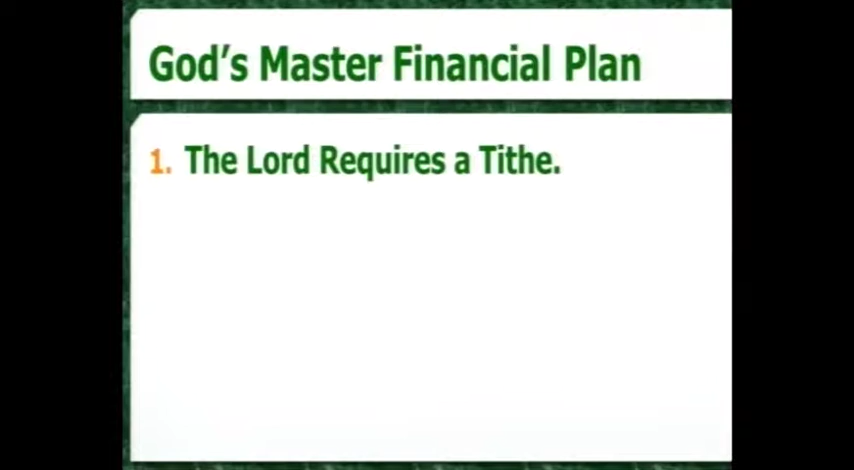 God's Master Financial Plan
1. The Lord Requires a Tithe.